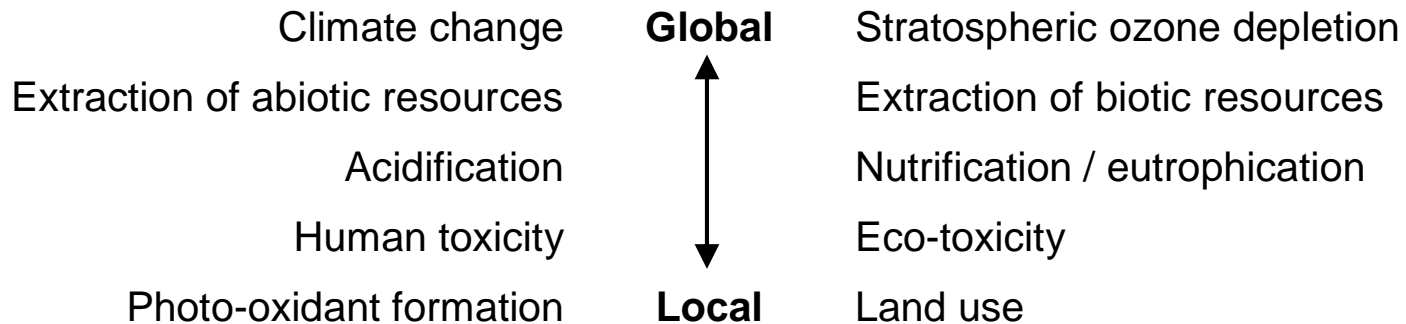 Climate change Global Stratospheric ozone depletion
Extraction of abiotic resources Extraction of biotic resources
Acidification Nutrification / eutrophication
Human toxicity Eco-toxicity
Photo-oxidant formation Local Land use